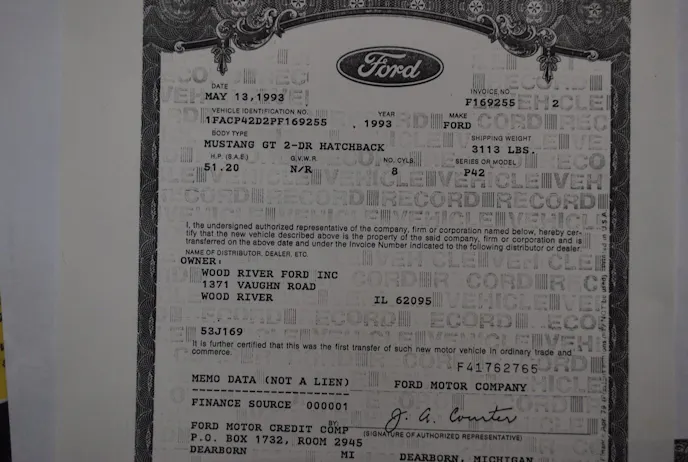 Ford
DATE INVOICE NO.
MAY 13,1993 F169255 2
VEHICLE IDENTIFICATION NO. YEAR MAKE
1FACP42D2PF169255 . 1993 FORD
BODY TYPE SHIPPING WEIGHT
MUSTANG GT 2-DR HATCHBACK 3113 LBS.
H.P. (S.A.E.) G.V.W.R. NO. CYLS. SERIES OR MODEL
51.20 N/R 8 P42
I, the undersigned authorized representative of the company, firm or corporation named below, hereby cer-
tify that the new vehicle described above is the property of the said company, firm or corporation and is
transferred on the above date and under the Invoice Number indicated to the following distributor or dealer.
NAME OF DISTRIBUTOR, DEALER, ETC.
OWNER:
WOOD RIVER FORD INC
1371 VAUGHN ROAD
WOOD RIVER IL 62095
53J169
It is further certified that this was the first transfer of such new motor vehicle in ordinary trade and
commerce.
F41762765
MEMO DATA (NOT A LIEN) FORD MOTOR COMPANY
FINANCE SOURCE 000001
BY: J. A. Courter
FORD MOTOR CREDIT COMP (SIGNATURE OF AUTHORIZED REPRESENTATIVE)
P.O. BOX 1732, ROOM 2945
DEARBORN MI DEARBORN, MICHIGAN